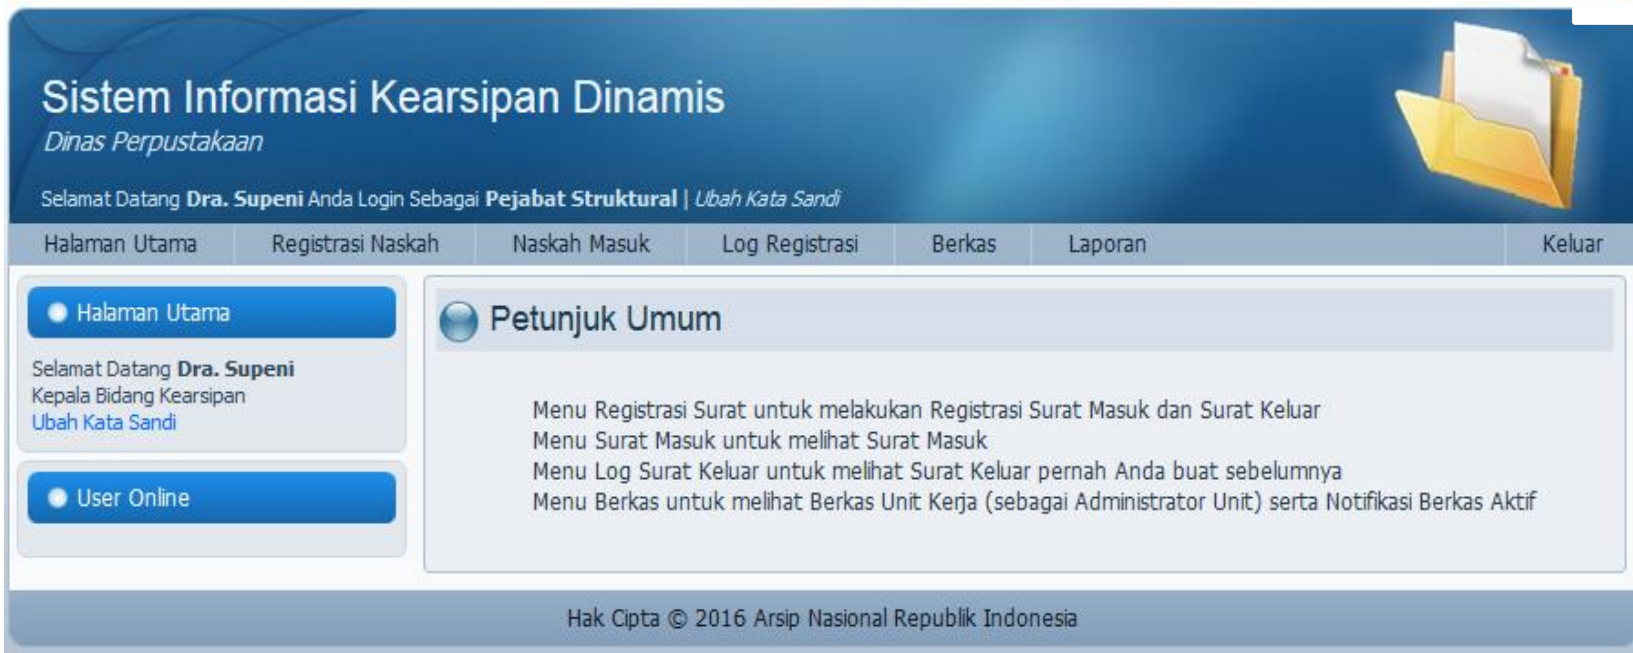 Sistem Informasi Kearsipan Dinamis
Dinas Perpustakaan
Selamat Datang Dra. Supeni Anda Login Sebagai Pejabat Struktural | Ubah Kata Sandi
Halaman Utama Registrasi Naskah Naskah Masuk Log Registrasi Berkas Laporan Keluar
Halaman Utama
Selamat Datang Dra. Supeni
Kepala Bidang Kearsipan
Ubah Kata Sandi
User Online
Petunjuk Umum
Menu Registrasi Surat untuk melakukan Registrasi Surat Masuk dan Surat Keluar
Menu Surat Masuk untuk melihat Surat Masuk
Menu Log Surat Keluar untuk melihat Surat Keluar pernah Anda buat sebelumnya
Menu Berkas untuk melihat Berkas Unit Kerja (sebagai Administrator Unit) serta Notifikasi Berkas Aktif
Hak Cipta © 2016 Arsip Nasional Republik Indonesia